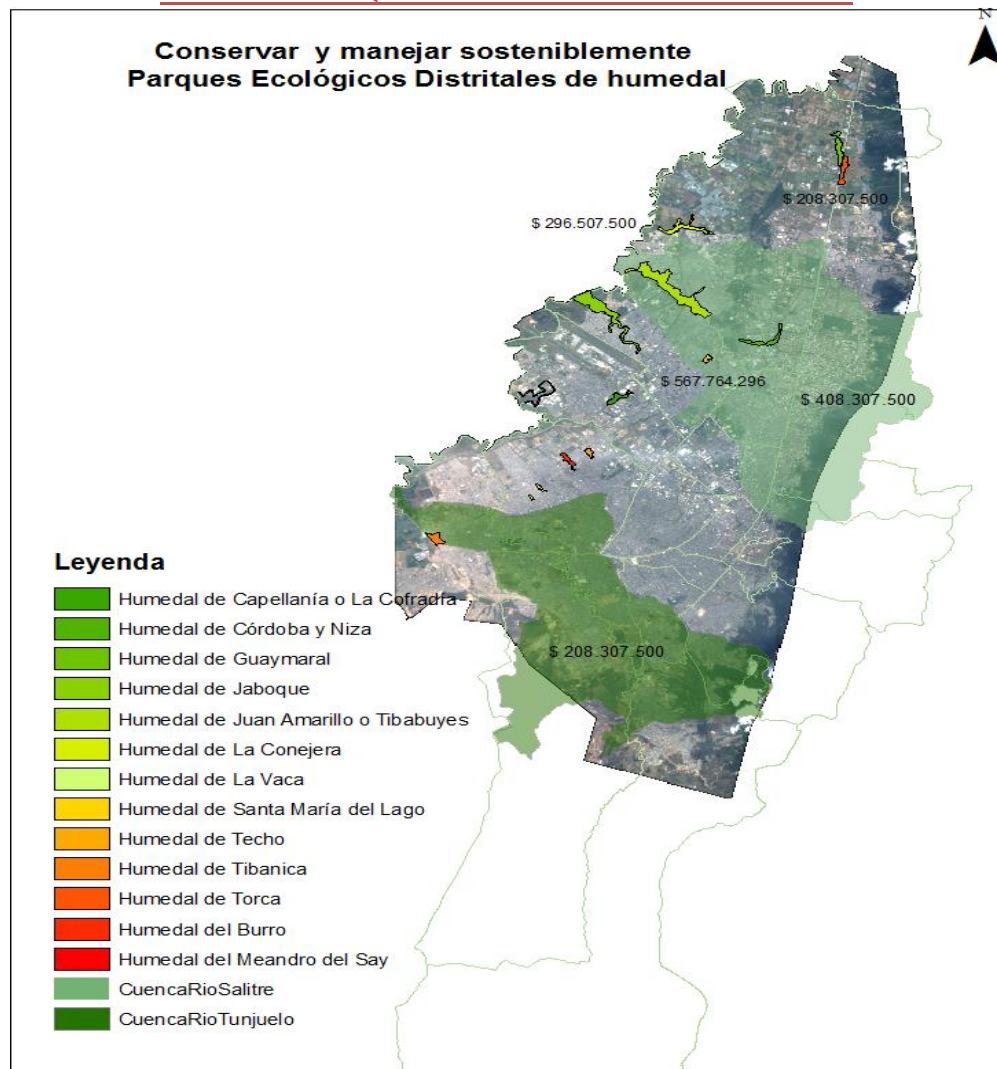 N
Conservar y manejar sosteniblemente
Parques Ecológicos Distritales de humedal
$ 208.307.500
$ 296.507.500
$ 567.764.296
$ 408.307.500
$ 208.307.500
Leyenda
Humedal de Capellanía o La Cofradía
Humedal de Córdoba y Niza
Humedal de Guaymaral
Humedal de Jaboque
Humedal de Juan Amarillo o Tibabuyes
Humedal de La Conejera
Humedal de La Vaca
Humedal de Santa María del Lago
Humedal de Techo
Humedal de Tibanica
Humedal de Torca
Humedal del Burro
Humedal del Meandro del Say
CuencaRioSalitre
CuencaRioTunjuelo